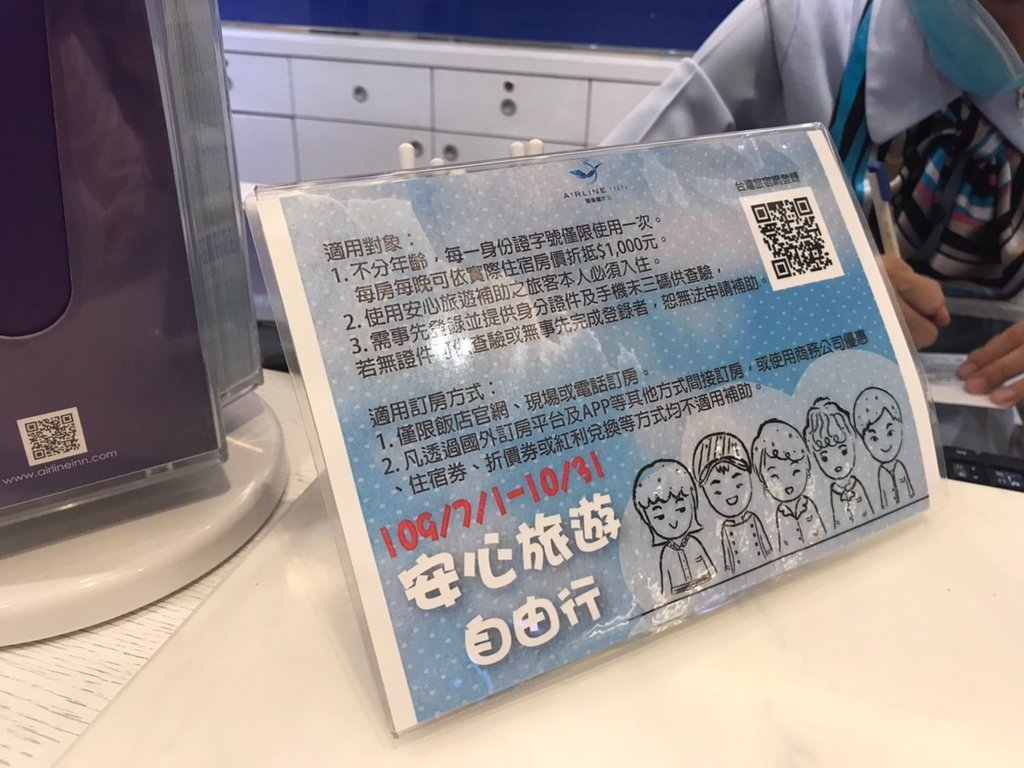 AIRLINE INN
台灣旅宿網登錄
適用對象：
1. 不分年齡，每一身份證字號僅限使用一次。
每房每晚可依實際住宿房價折抵$1,000元。
2. 使用安心旅遊補助之旅客本人必須入住。
3. 需事先登錄並提供身分證件及手機末三碼供查驗，
若無證件可供查驗或無事先完成登錄者，恕無法申請補助。
適用訂房方式：
1. 僅限飯店官網、現場或電話訂房。
2. 凡透過國外訂房平台及APP等其他方式間接訂房，或使用商務公司優惠
、住宿券、折價券或紅利兌換等方式均不適用補助
109/7/1-10/31
安心旅遊
自由行
www.airlineinn.com